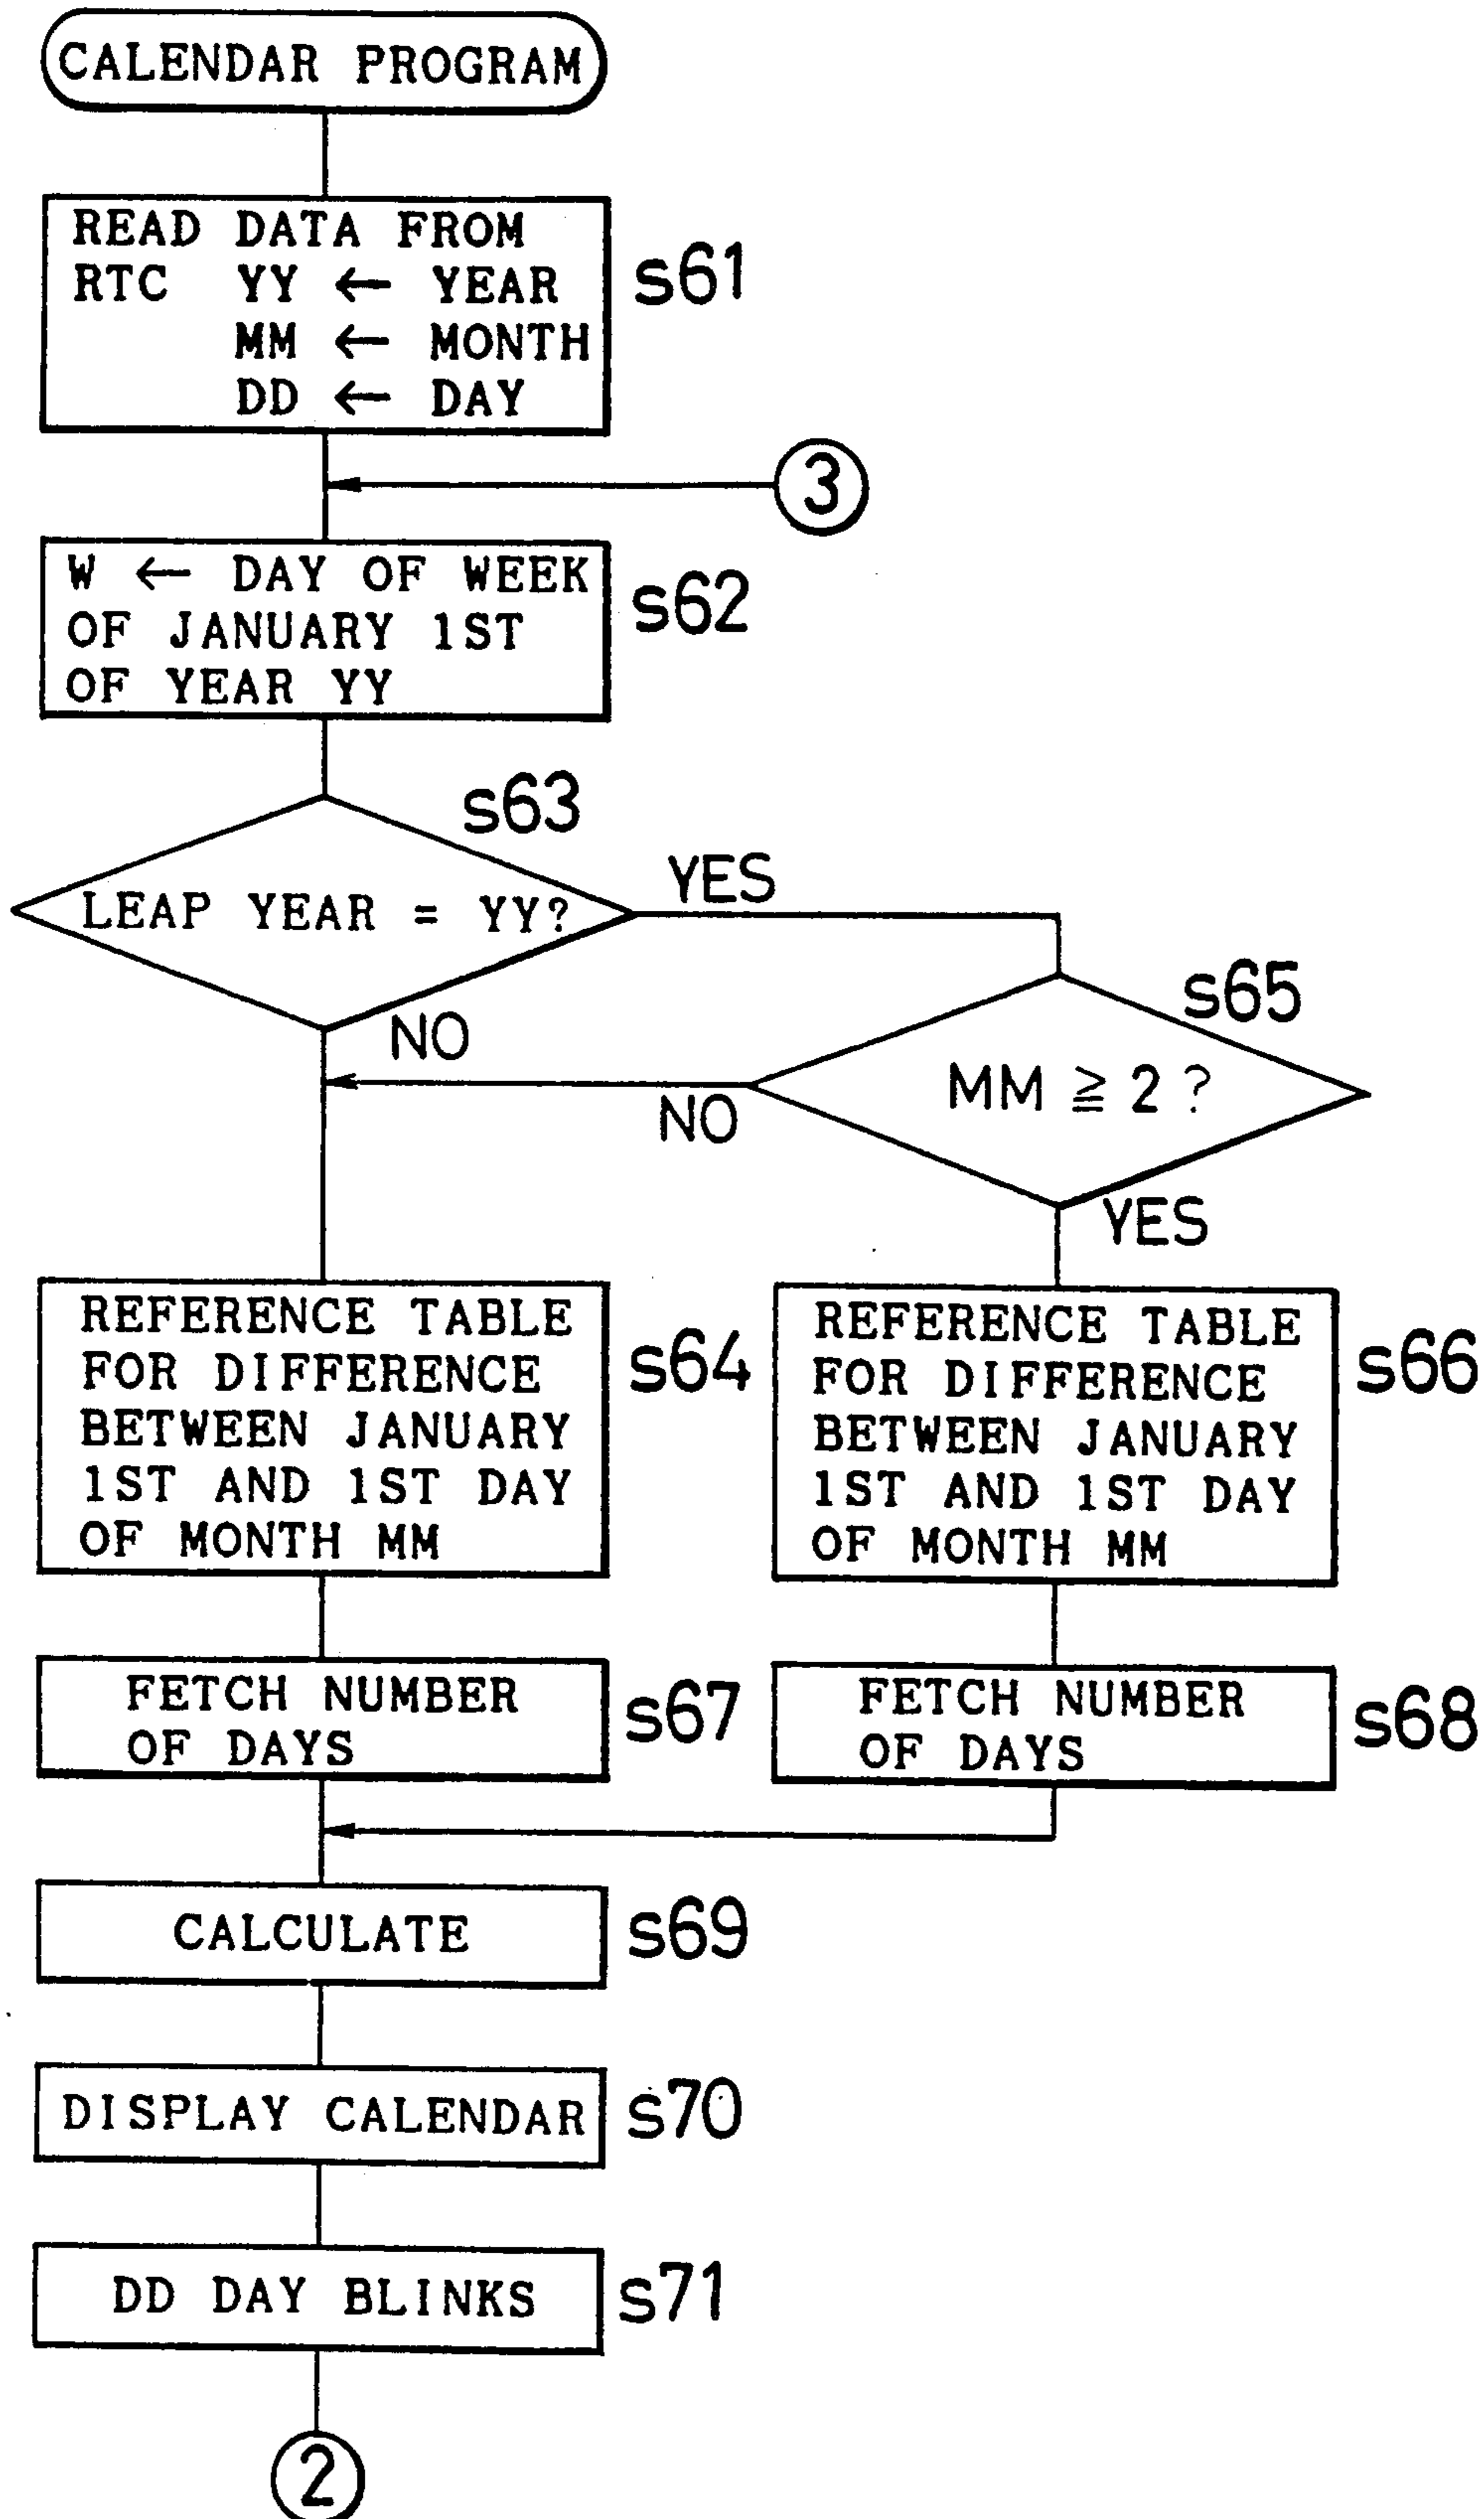 CALENDAR PROGRAM
READ DATA FROM
RTC YY ← YEAR
MM ← MONTH
DD ← DAY
s61
3
W ← DAY OF WEEK
OF JANUARY 1ST
OF YEAR YY
s62
s63
LEAP YEAR = YY?
YES
NO
s65
MM ≧ 2 ?
NO
YES
REFERENCE TABLE
FOR DIFFERENCE
BETWEEN JANUARY
1ST AND 1ST DAY
OF MONTH MM
s64
REFERENCE TABLE
FOR DIFFERENCE
BETWEEN JANUARY
1ST AND 1ST DAY
OF MONTH MM
s66
FETCH NUMBER
OF DAYS
s67
FETCH NUMBER
OF DAYS
s68
CALCULATE
s69
DISPLAY CALENDAR
s70
DD DAY BLINKS
s71
2